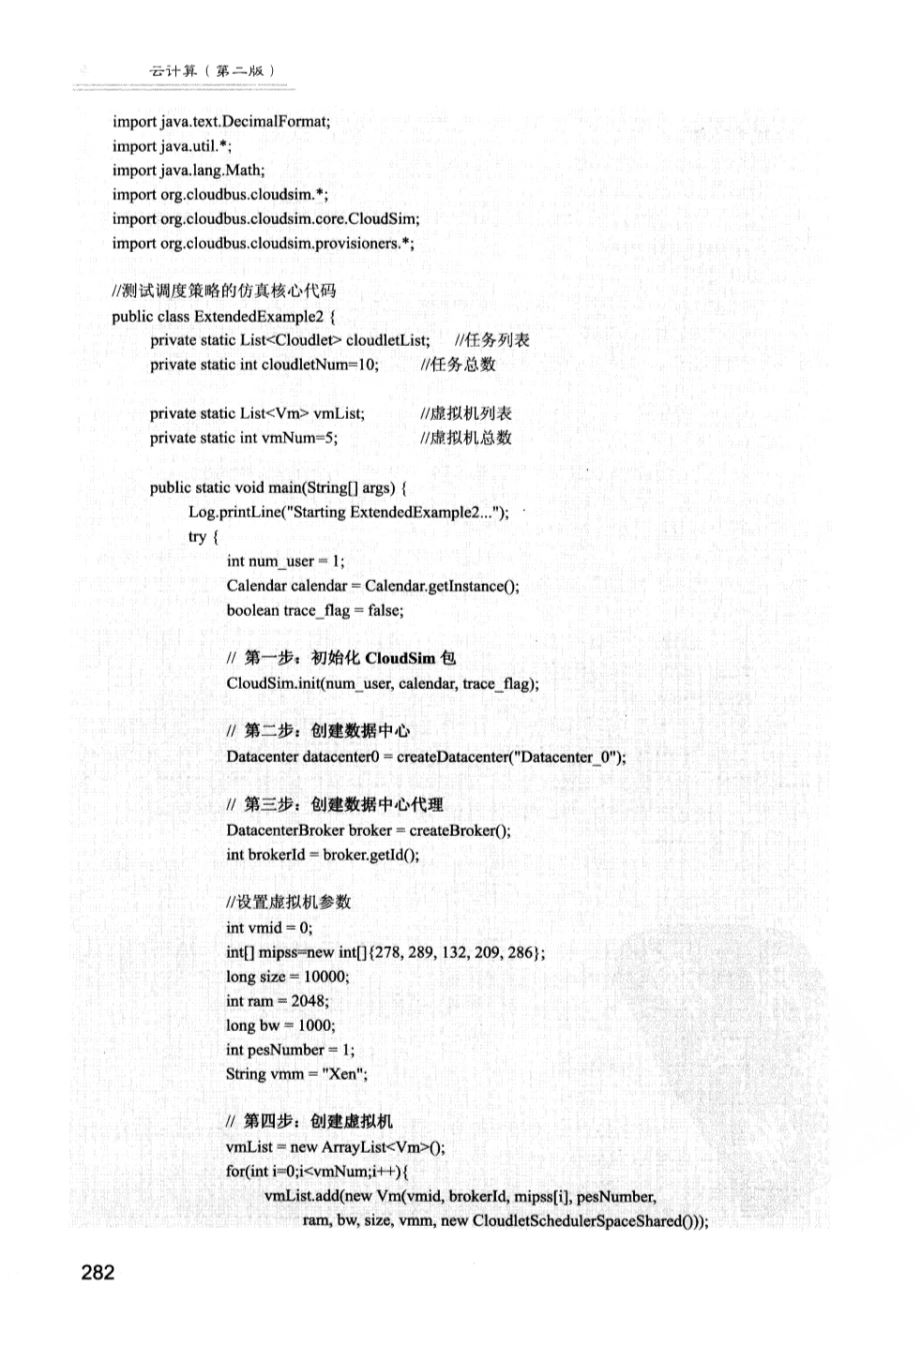 云计算（第二版）
import java.text.DecimalFormat;
import java.util.*;
import java.lang.Math;
import org.cloudbus.cloudsim.*;
import org.cloudbus.cloudsim.core.CloudSim;
import org.cloudbus.cloudsim.provisioners.*;
//测试调度策略的仿真核心代码
public class ExtendedExample2 {
private static List<Cloudlet> cloudletList; //任务列表
private static int cloudletNum=10; //任务总数
private static List<Vm> vmList; //虚拟机列表
private static int vmNum=5; //虚拟机总数
public static void main(String[] args) {
Log.printLine("Starting ExtendedExample2...");
try {
int num_user = 1;
Calendar calendar = Calendar.getInstance();
boolean trace_flag = false;
// 第一步：初始化 CloudSim 包
CloudSim.init(num_user, calendar, trace_flag);
// 第二步：创建数据中心
Datacenter datacenter0 = createDatacenter("Datacenter_0");
// 第三步：创建数据中心代理
DatacenterBroker broker = createBroker();
int brokerId = broker.getId();
//设置虚拟机参数
int vmid = 0;
int[] mipss=new int[]{278, 289, 132, 209, 286};
long size = 10000;
int ram = 2048;
long bw = 1000;
int pesNumber = 1;
String vmm = "Xen";
// 第四步：创建虚拟机
vmList = new ArrayList<Vm>();
for(int i=0;i<vmNum;i++){
vmList.add(new Vm(vmid, brokerId, mipss[i], pesNumber,
ram, bw, size, vmm, new CloudletSchedulerSpaceShared()));
282